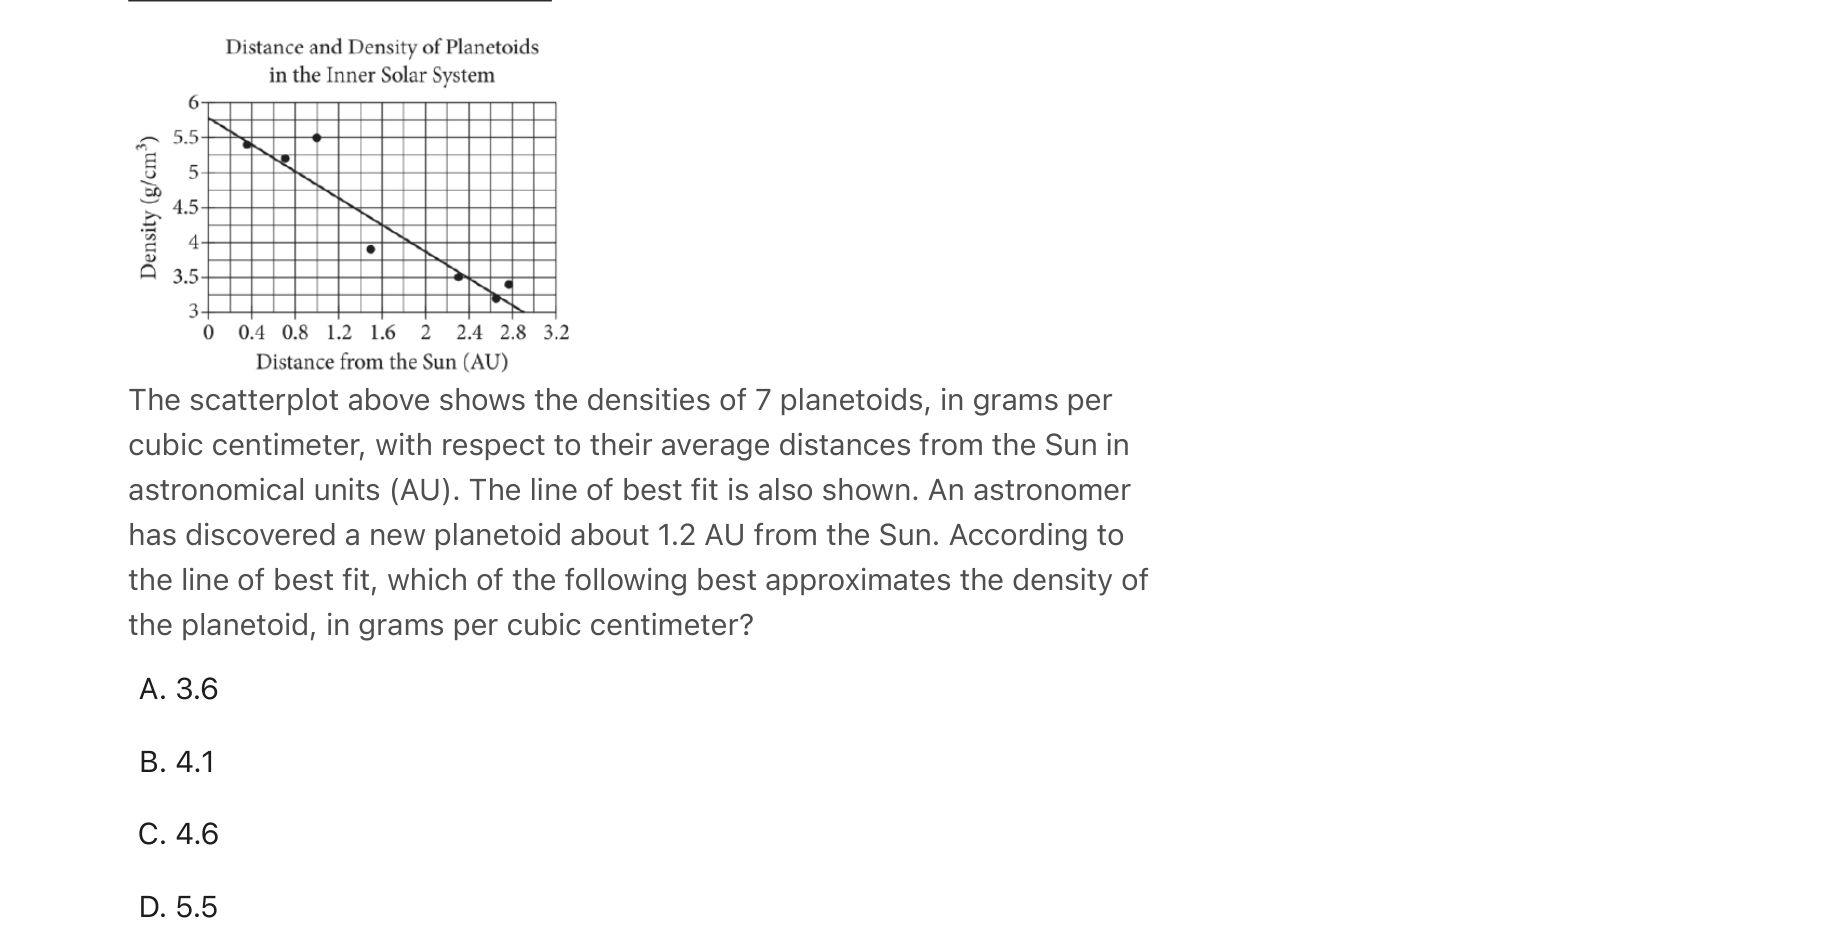 Distance and Density of Planetoids
in the Inner Solar System
Density (g/cm³)
6
5.5
5
4.5
4
3.5
3
0 0.4 0.8 1.2 1.6 2 2.4 2.8 3.2
Distance from the Sun (AU)
The scatterplot above shows the densities of 7 planetoids, in grams per
cubic centimeter, with respect to their average distances from the Sun in
astronomical units (AU). The line of best fit is also shown. An astronomer
has discovered a new planetoid about 1.2 AU from the Sun. According to
the line of best fit, which of the following best approximates the density of
the planetoid, in grams per cubic centimeter?
A. 3.6
B. 4.1
C. 4.6
D. 5.5